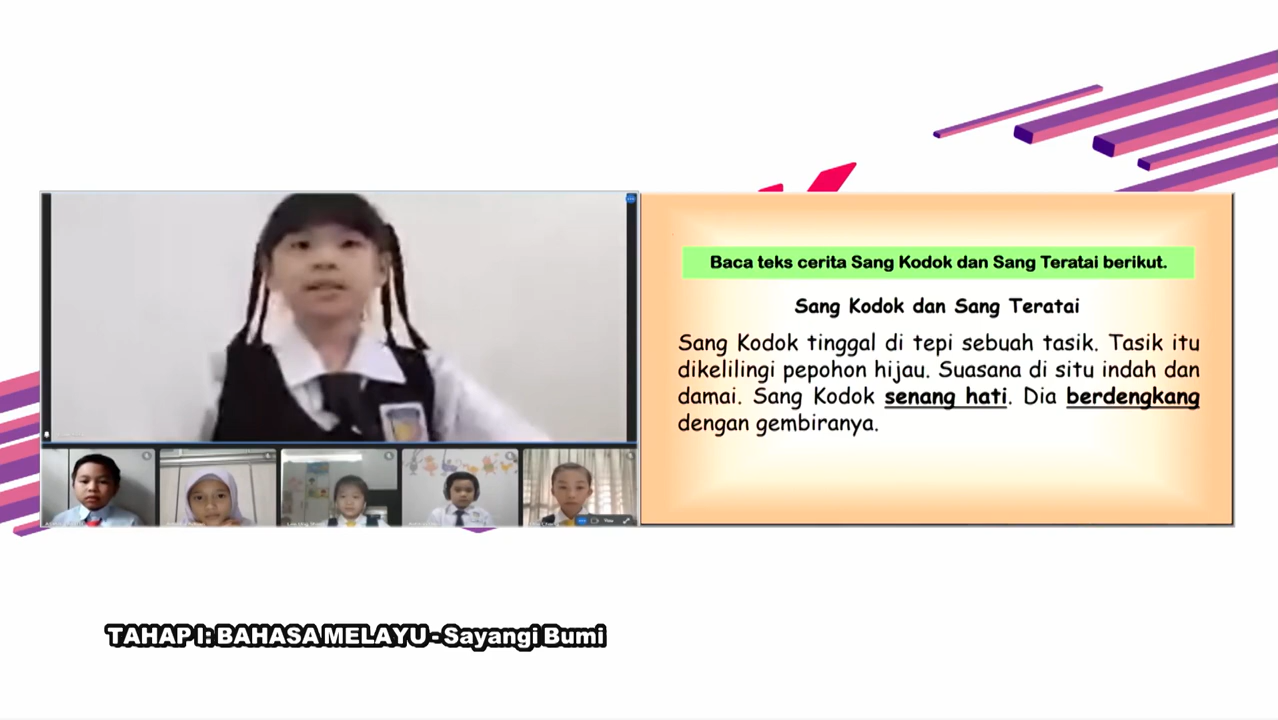 Baca teks cerita Sang Kodok dan Sang Teratai berikut.
Sang Kodok dan Sang Teratai
Sang Kodok tinggal di tepi sebuah tasik. Tasik itu
dikelilingi pepohon hijau. Suasana di situ indah dan
damai. Sang Kodok senang hati. Dia berdengkang
dengan gembiranya.
TAHAP I: BAHASA MELAYU - Sayangi Bumi